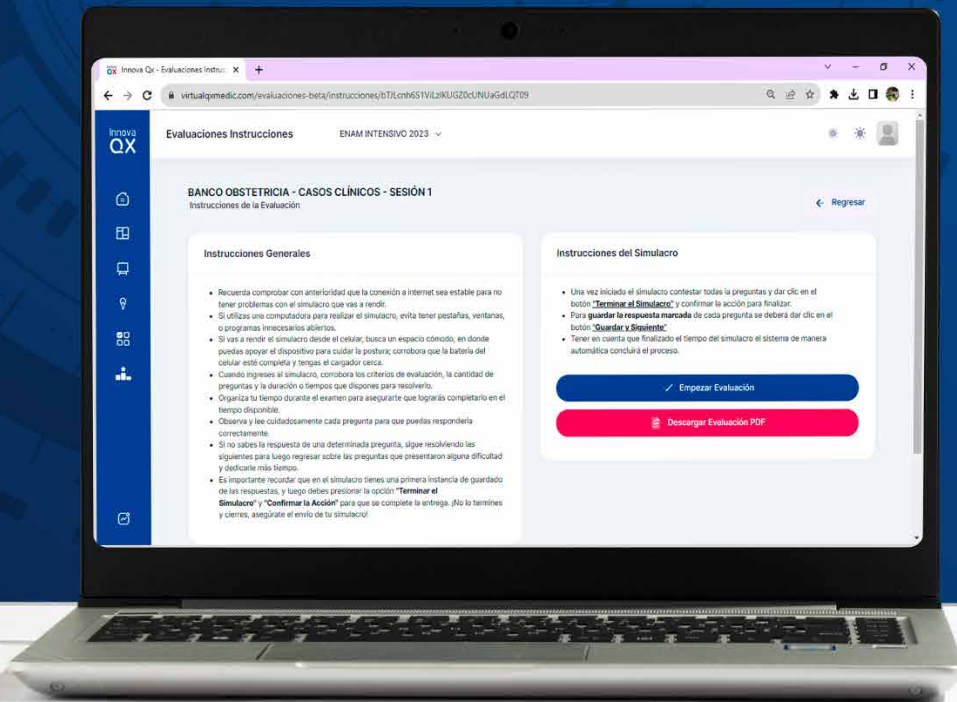 Innova Qx - Evaluaciones Instruc
virtualqxmedic.com/evaluaciones-beta/instrucciones/
Innova
QX
Evaluaciones Instrucciones
ENAM INTENSIVO 2023
BANCO OBSTETRICIA - CASOS CLÍNICOS - SESIÓN 1
Instrucciones de la Evaluación
Regresar
Instrucciones Generales
Recuerda comprobar con anterioridad que la conexión a internet sea estable para no
tener problemas con el simulacro que vas a rendir.
Si utilizas una computadora para realizar el simulacro, evita tener pestañas, ventanas,
o programas innecesarios abiertos.
Si vas a rendir el simulacro desde el celular, busca un espacio cómodo, en donde
puedas apoyar el dispositivo para cuidar la postura; corrobora que la batería del
celular esté completa y tengas el cargador cerca.
Cuando ingreses al simulacro, corrobora los criterios de evaluación, la cantidad de
preguntas y la duración o tiempos que dispones para resolverlo.
Organiza tu tiempo durante el examen para asegurarte que lograrás completarlo en el
tiempo disponible.
Observa y lee cuidadosamente cada pregunta para que puedas responderla
correctamente.
Si no sabes la respuesta de una determinada pregunta, sigue resolviendo las
siguientes para luego regresar sobre las preguntas que presentaron alguna dificultad
y dedicarle más tiempo.
Es importante recordar que en el simulacro tienes una primera instancia de guardado
de las respuestas, y luego debes presionar la opción "Terminar el
Simulacro" y "Confirmar la Acción" para que se complete la entrega. ¡No lo termines
y cierres, asegúrate el envío de tu simulacro!
Instrucciones del Simulacro
Una vez iniciado el simulacro contestar todas la preguntas y dar clic en el
botón "Terminar el Simulacro" y confirmar la acción para finalizar.
Para guardar la respuesta marcada de cada pregunta se deberá dar clic en el
botón "Guardar y Siguiente"
Tener en cuenta que finalizado el tiempo del simulacro el sistema de manera
automática concluirá el proceso.
Empezar Evaluación
Descargar Evaluación PDF